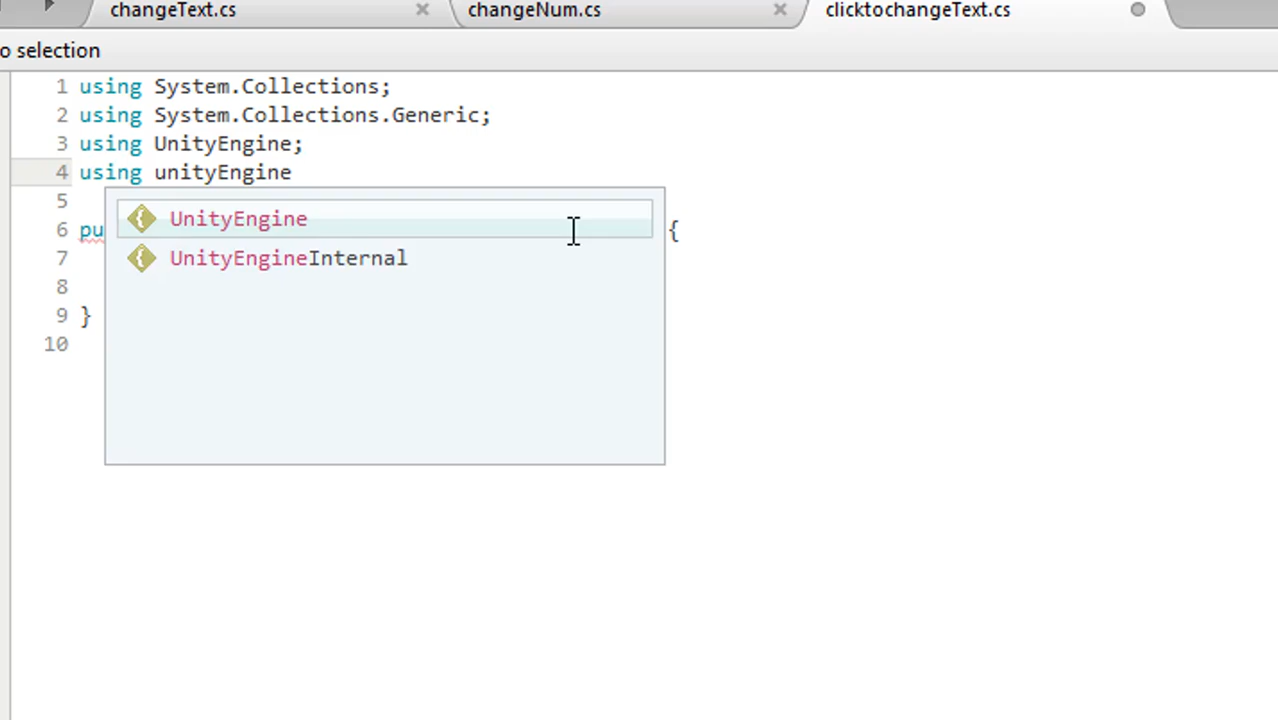 changeText.cs
changeNum.cs
clicktochangeText.cs
o selection
1 using System.Collections;
2 using System.Collections.Generic;
3 using UnityEngine;
4 using unityEngine
5
UnityEngine
6 pu {
7
UnityEngineInternal
8
9 }
10